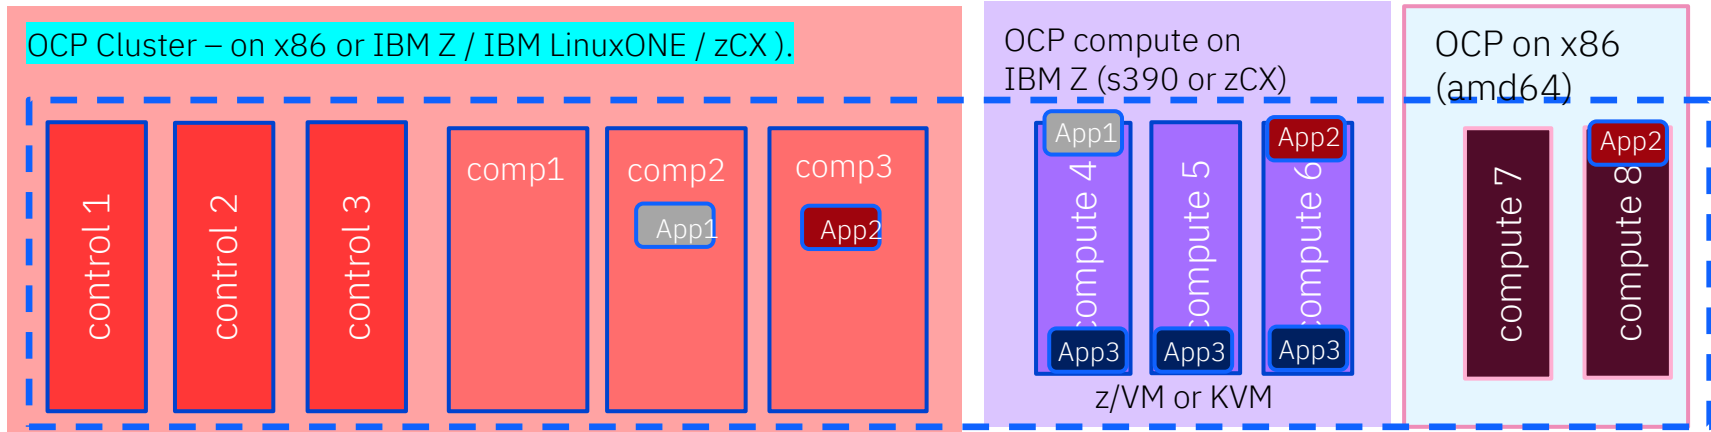 OCP Cluster – on x86 or IBM Z / IBM LinuxONE / zCX ).
control 1
control 2
control 3
comp1
comp2
App1
comp3
App2
OCP compute on
IBM Z (s390 or zCX)
App1
compute 4
App3
compute 5
App3
App2
compute 6
App3
z/VM or KVM
OCP on x86
(amd64)
compute 7
App2
compute 8